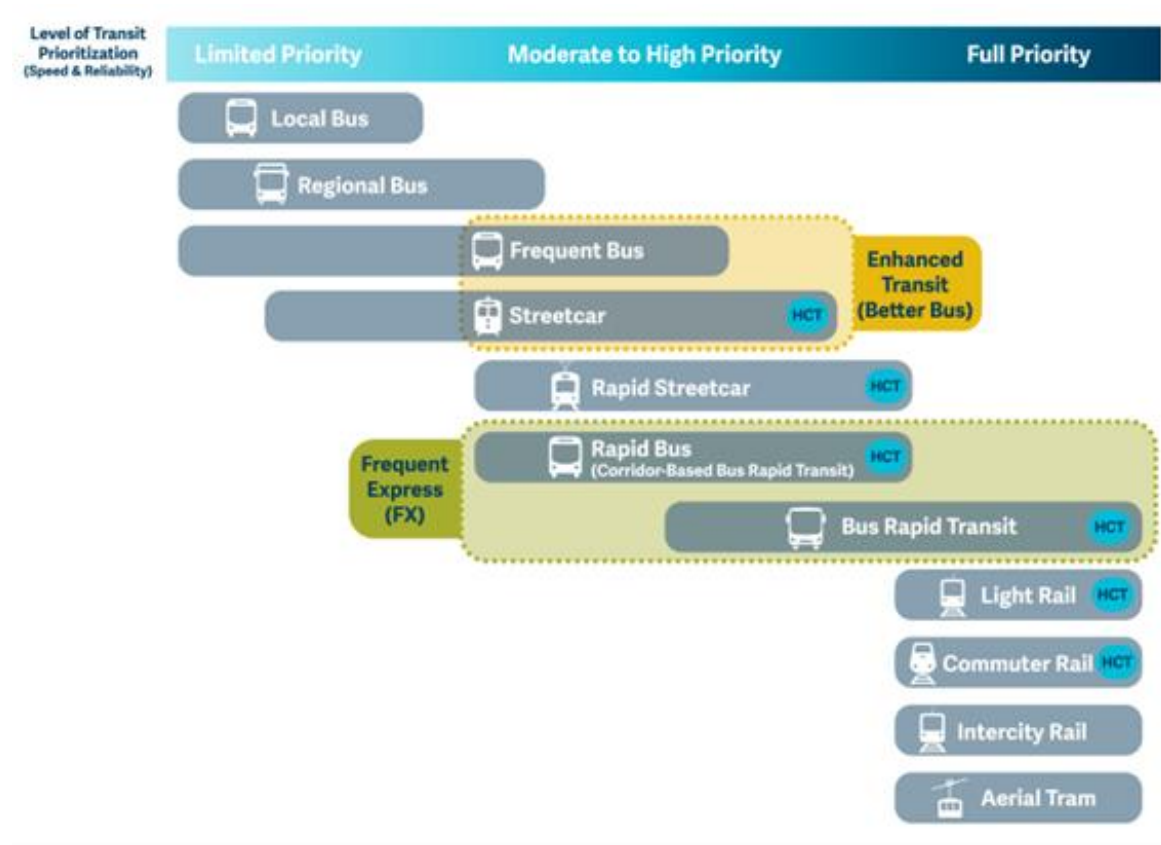 Level of Transit
Prioritization
(Speed & Reliability)
Limited Priority
Moderate to High Priority
Full Priority
Local Bus
Regional Bus
Frequent Bus
Streetcar
HCT
Enhanced
Transit
(Better Bus)
Rapid Streetcar
HCT
Frequent
Express
(FX)
Rapid Bus
(Corridor-Based Bus Rapid Transit)
HCT
Bus Rapid Transit
HCT
Light Rail
HCT
Commuter Rail
HCT
Intercity Rail
Aerial Tram